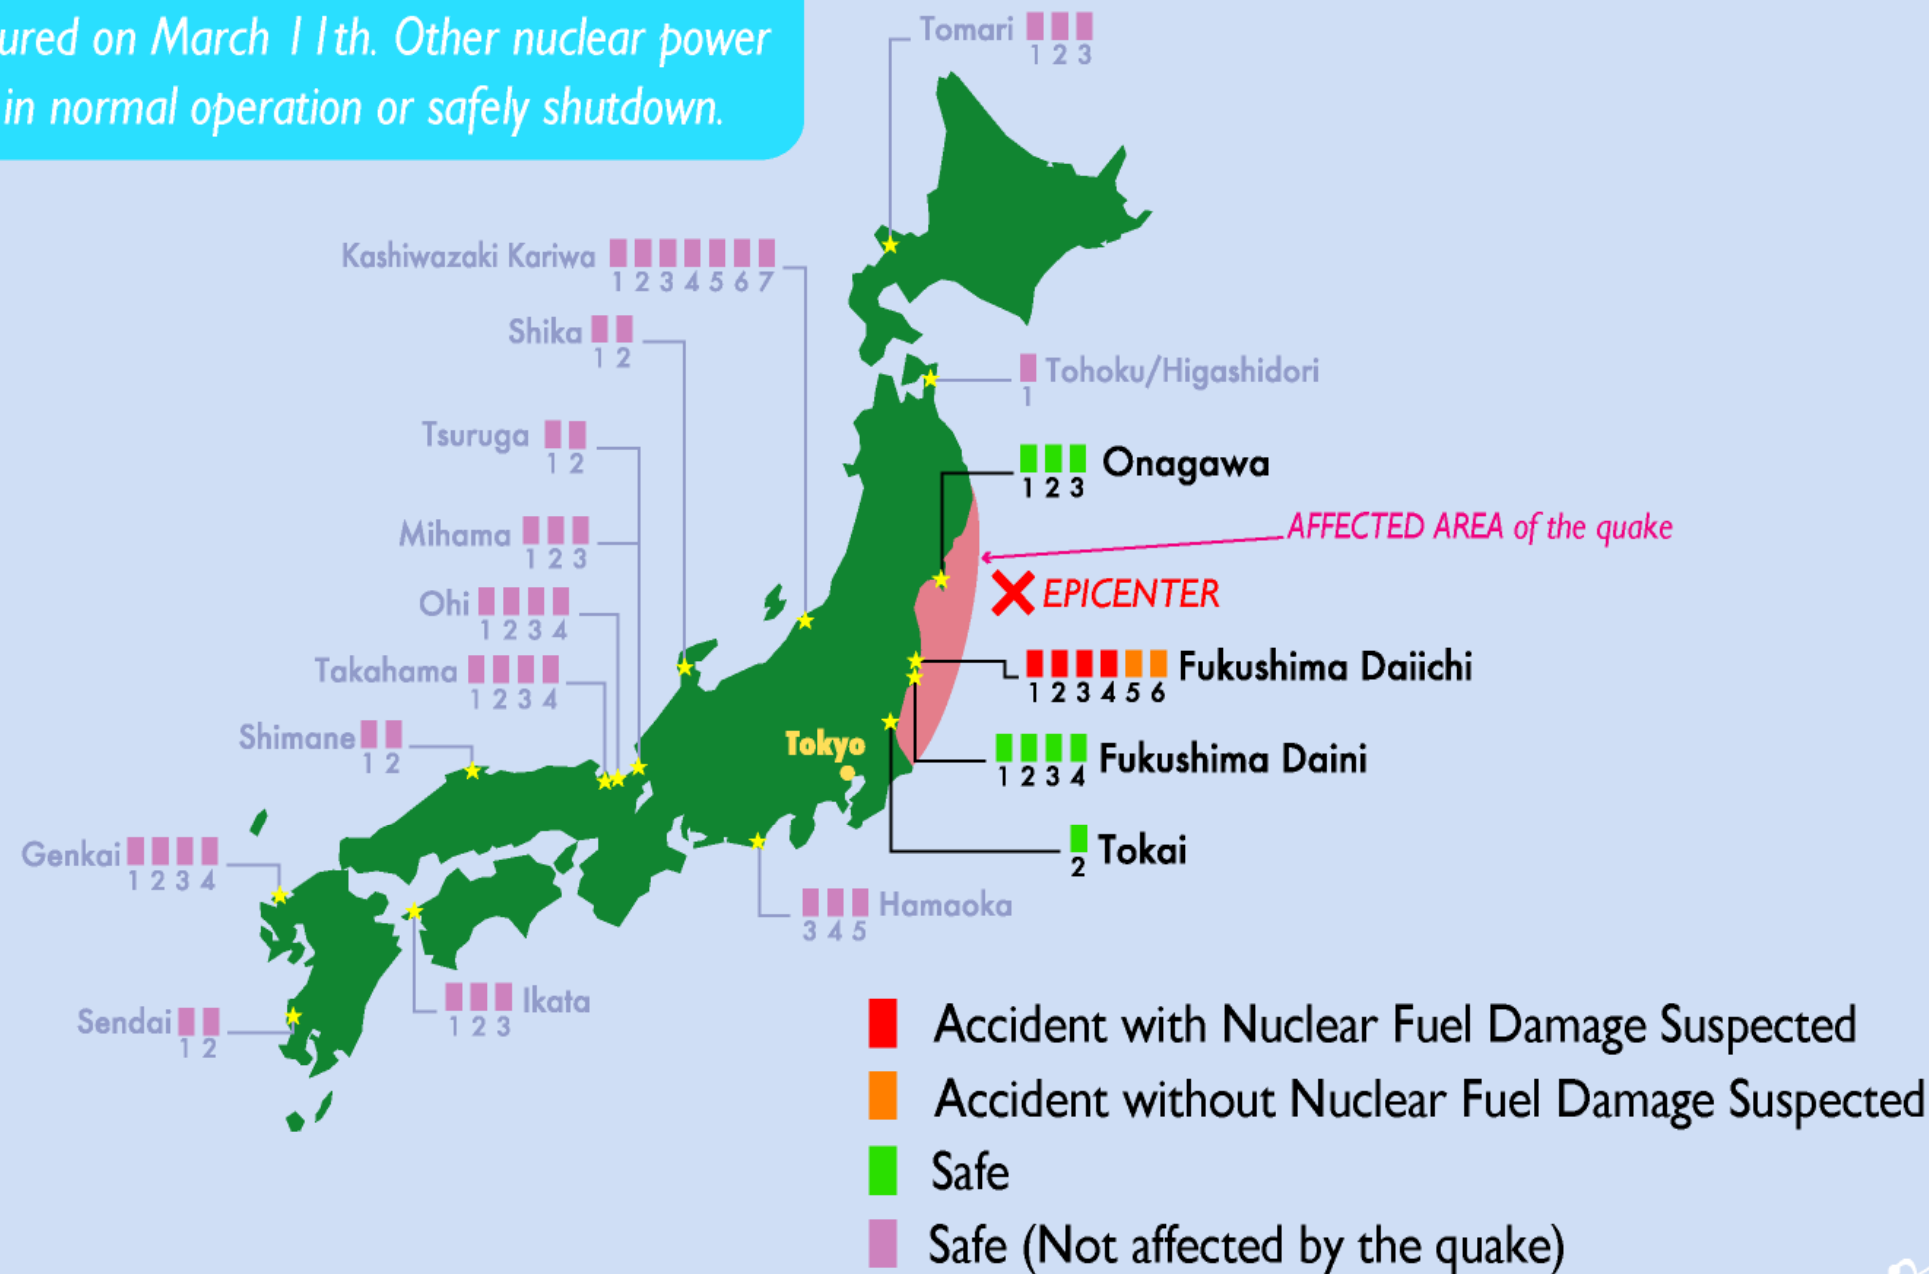 ured on March 11th. Other nuclear power
in normal operation or safely shutdown.
Tomari
1 2 3
Kashiwazaki Kariwa
1 2 3 4 5 6 7
Shika
1 2
Tohoku/Higashidori
1
Tsuruga
1 2
Onagawa
1 2 3
Mihama
1 2 3
AFFECTED AREA of the quake
EPICENTER
Ohi
1 2 3 4
Takahama
1 2 3 4
Fukushima Daiichi
1 2 3 4 5 6
Shimane
1 2
Tokyo
Fukushima Daini
1 2 3 4
Genkai
1 2 3 4
Tokai
2
Hamaoka
3 4 5
Ikata
1 2 3
Sendai
1 2
Accident with Nuclear Fuel Damage Suspected
Accident without Nuclear Fuel Damage Suspected
Safe
Safe (Not affected by the quake)